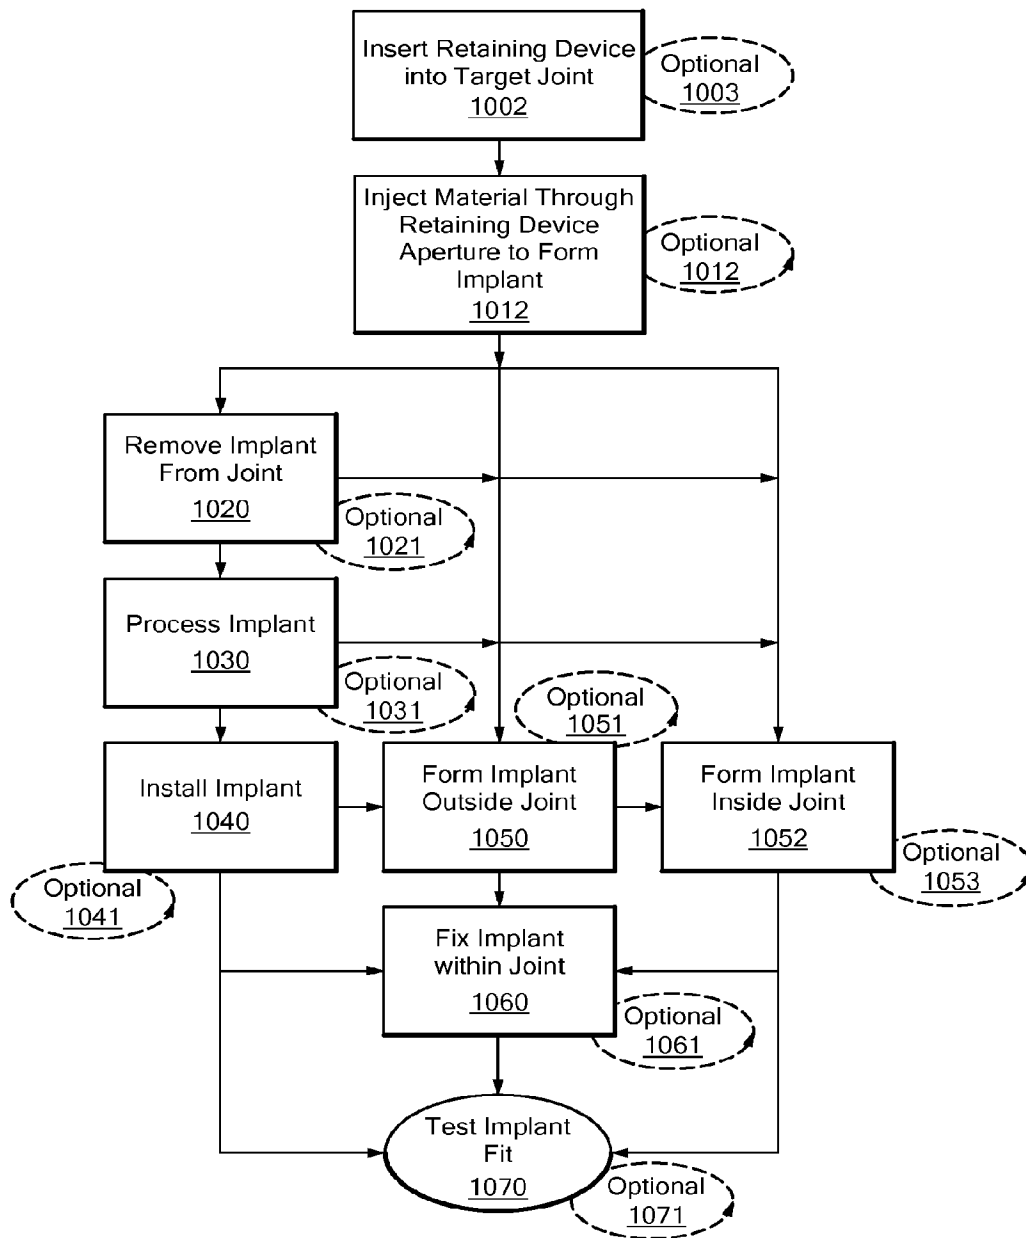 Insert Retaining Device
into Target Joint
1002
Optional
1003
Inject Material Through
Retaining Device
Aperture to Form
Implant
1012
Optional
1012
Remove Implant
From Joint
1020
Optional
1021
Process Implant
1030
Optional
1031
Optional
1051
Install Implant
1040
Form Implant
Outside Joint
1050
Form Implant
Inside Joint
1052
Optional
1041
Optional
1053
Fix Implant
within Joint
1060
Optional
1061
Test Implant
Fit
1070
Optional
1071